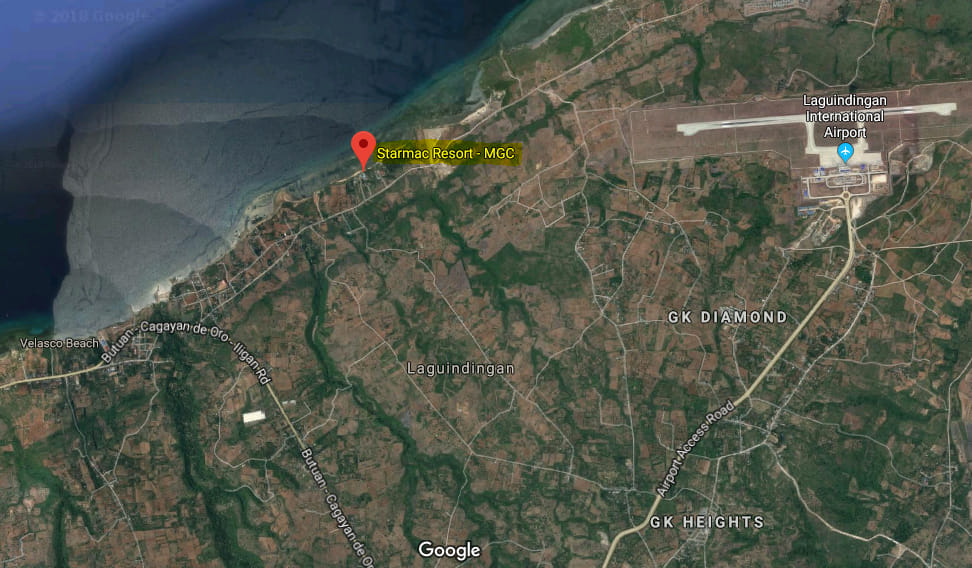 © 2018 Google
Laguindingan
International
Airport
Starmac Resort - MGC
GK DIAMOND
Velasco Beach
Butuan - Cagayan de Oro - Iligan Rd
Laguindingan
Airport Access Road
Butuan - Cagayan de Oro
GK HEIGHTS
Google